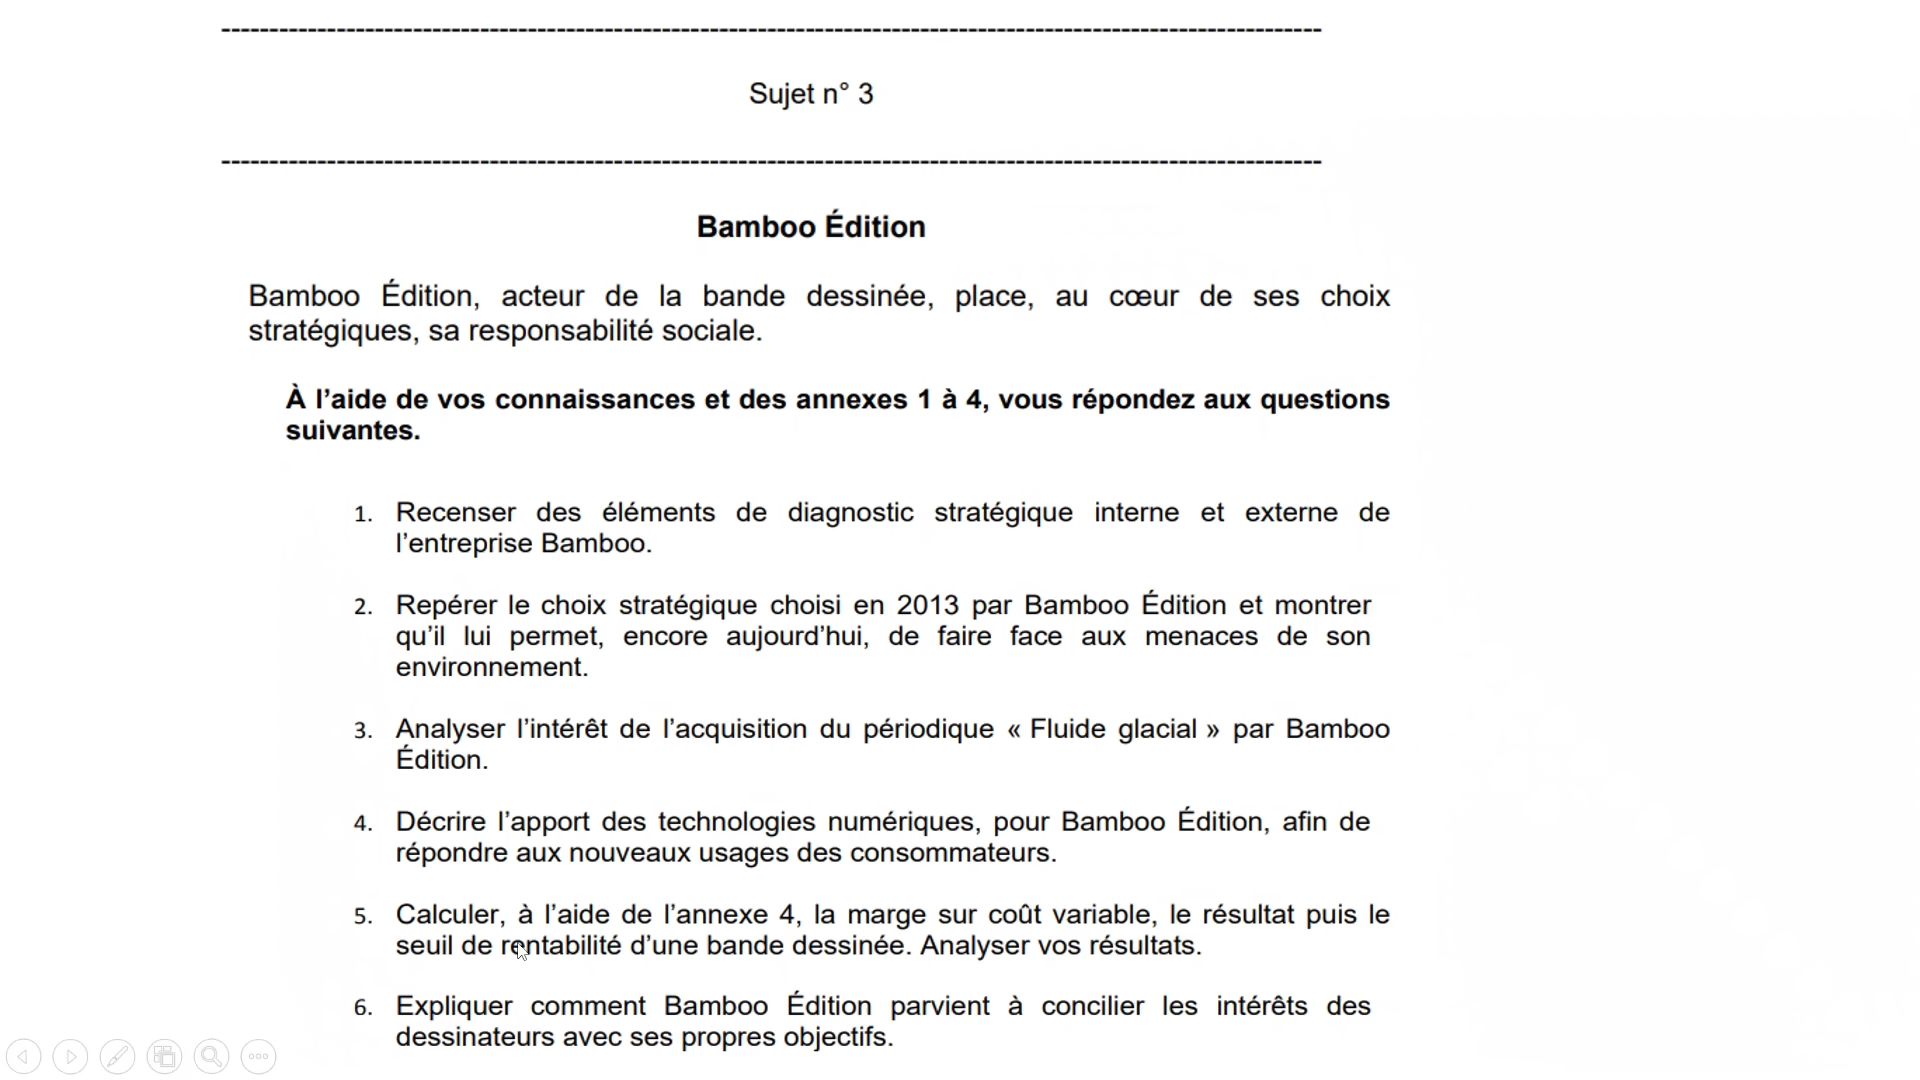 --------------------------------------------------------------------------------------------------------------------
Sujet n° 3
--------------------------------------------------------------------------------------------------------------------
Bamboo Édition
Bamboo Édition, acteur de la bande dessinée, place, au cœur de ses choix
stratégiques, sa responsabilité sociale.
À l’aide de vos connaissances et des annexes 1 à 4, vous répondez aux questions
suivantes.
1. Recenser des éléments de diagnostic stratégique interne et externe de
l’entreprise Bamboo.
2. Repérer le choix stratégique choisi en 2013 par Bamboo Édition et montrer
qu’il lui permet, encore aujourd’hui, de faire face aux menaces de son
environnement.
3. Analyser l’intérêt de l’acquisition du périodique « Fluide glacial » par Bamboo
Édition.
4. Décrire l’apport des technologies numériques, pour Bamboo Édition, afin de
répondre aux nouveaux usages des consommateurs.
5. Calculer, à l’aide de l’annexe 4, la marge sur coût variable, le résultat puis le
seuil de rentabilité d’une bande dessinée. Analyser vos résultats.
6. Expliquer comment Bamboo Édition parvient à concilier les intérêts des
dessinateurs avec ses propres objectifs.